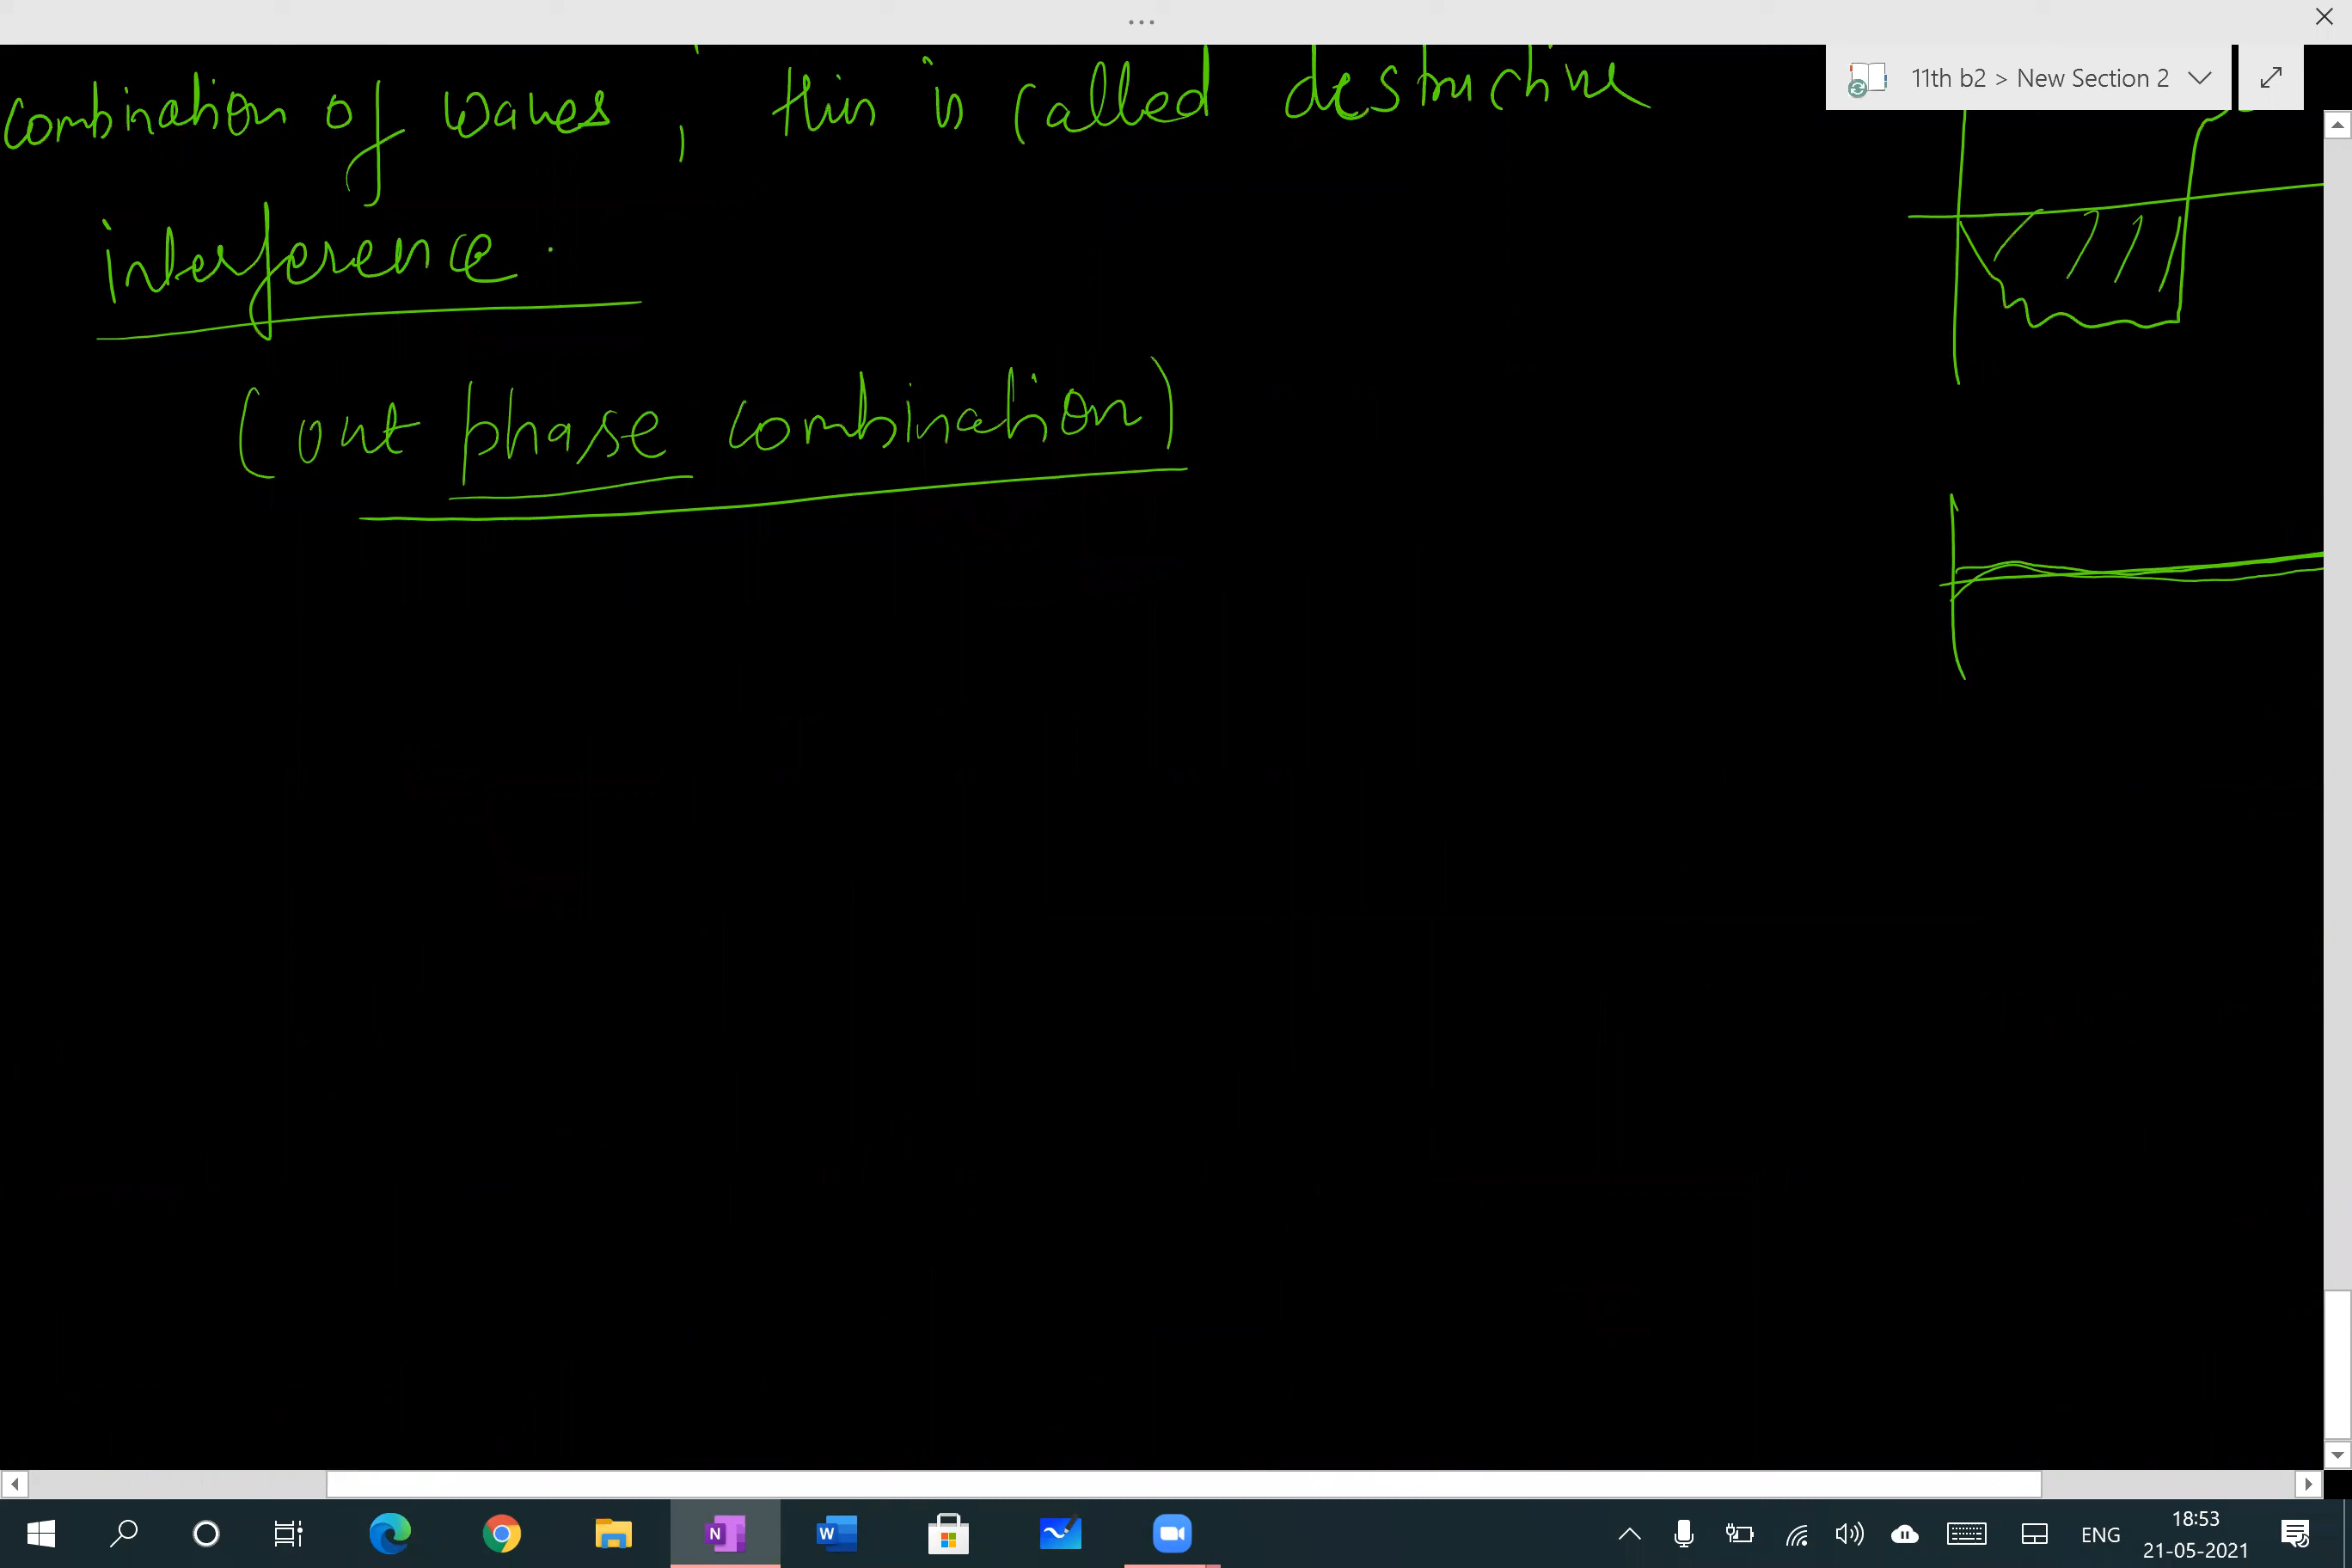 11th b2 > New Section 2
combination of waves, this is called destructive
interference.
(out phase combination)
ENG
18:53
21-05-2021